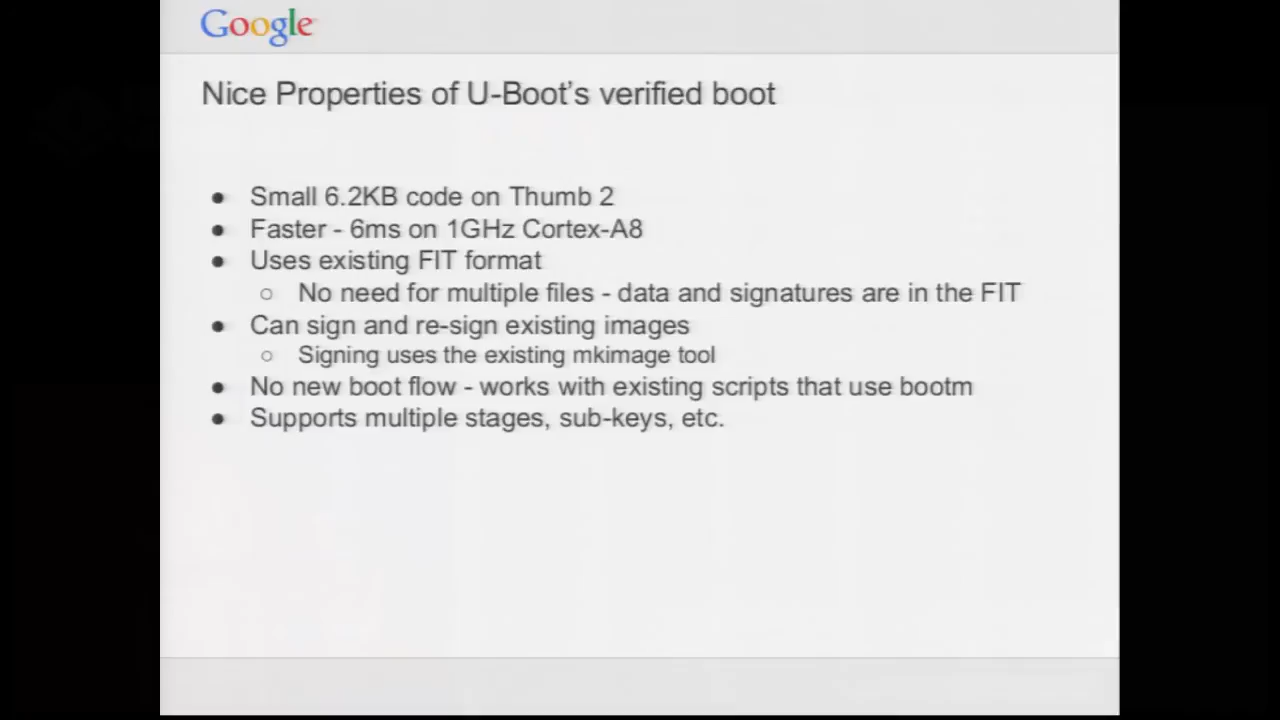 Google
Nice Properties of U-Boot's verified boot
● Small 6.2KB code on Thumb 2
● Faster - 6ms on 1GHz Cortex-A8
● Uses existing FIT format
○ No need for multiple files - data and signatures are in the FIT
● Can sign and re-sign existing images
○ Signing uses the existing mkimage tool
● No new boot flow - works with existing scripts that use bootm
● Supports multiple stages, sub-keys, etc.